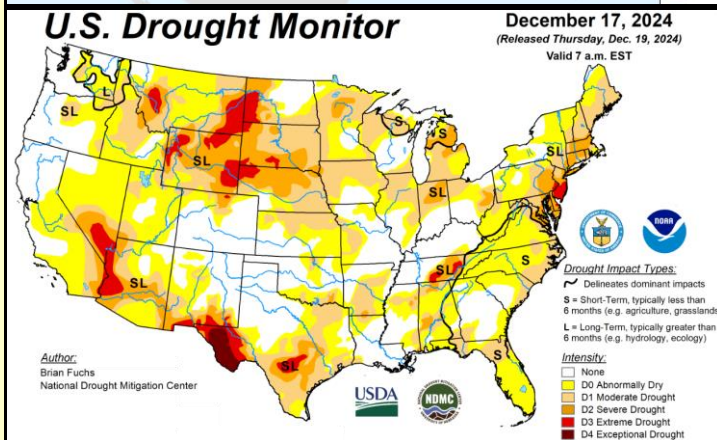 U.S. Drought Monitor
December 17, 2024
(Released Thursday, Dec. 19, 2024)
Valid 7 a.m. EST
L
SL
SL
SL
SL
SL
SL
SL
SL
S
S
S
S
NOAA
Drought Impact Types:
Delineates dominant impacts
S = Short-Term, typically less than
6 months (e.g. agriculture, grasslands
L = Long-Term, typically greater than
6 months (e.g. hydrology, ecology)
Intensity:
None
D0 Abnormally Dry
D1 Moderate Drought
D2 Severe Drought
D3 Extreme Drought
D4 Exceptional Drought
Author:
Brian Fuchs
National Drought Mitigation Center
USDA
NDMC